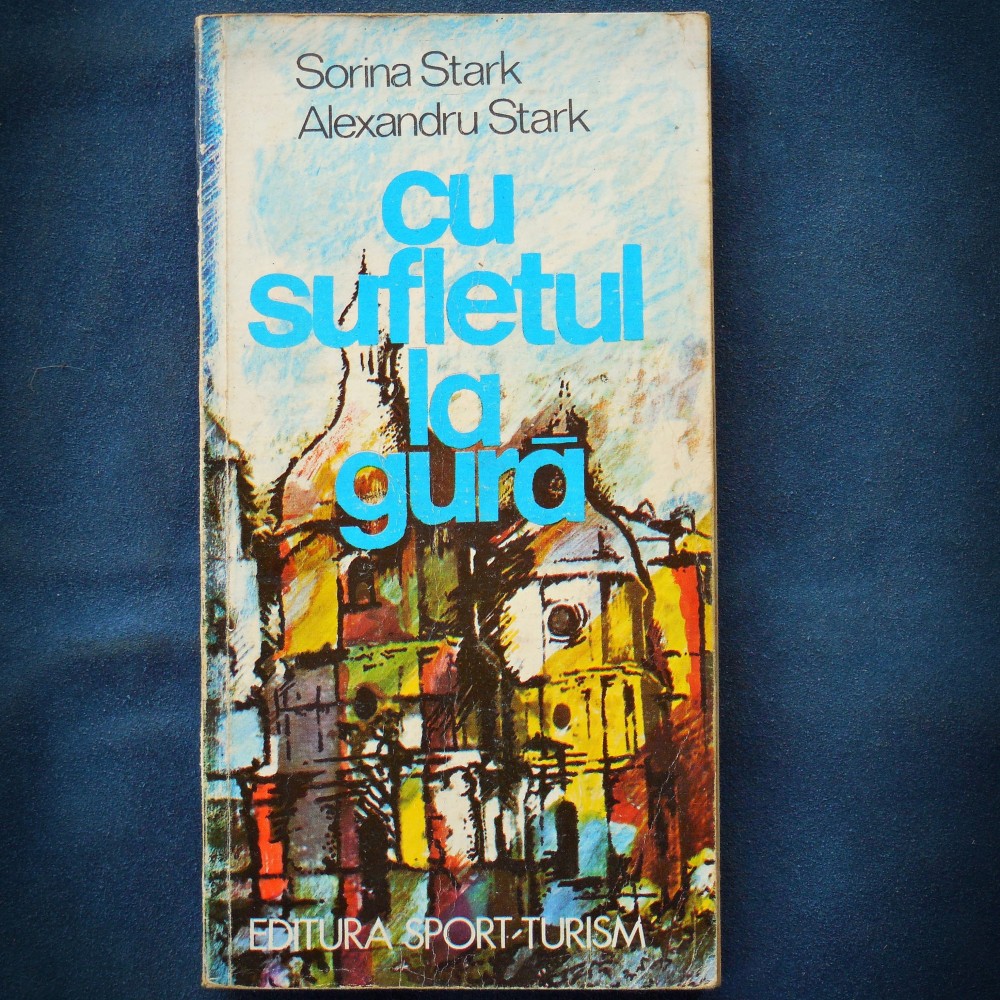 Sorina Stark
Alexandru Stark
cu
sufletul
la
gură
EDITURA SPORT-TURISM